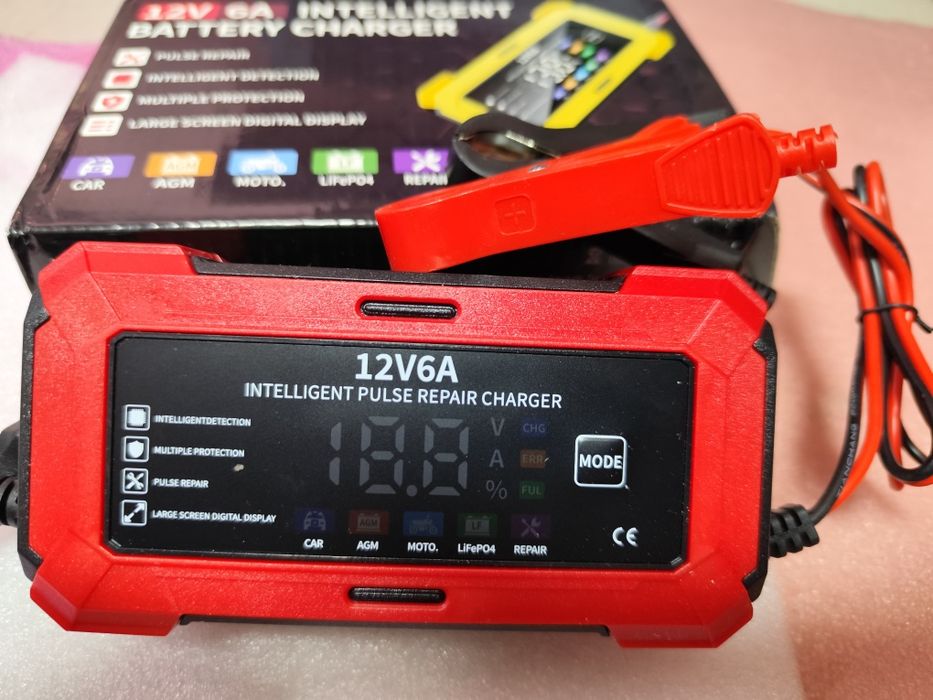 12V 6A INTELLIGENT
BATTERY CHARGER
PULSE REPAIR
INTELLIGENT DETECTION
MULTIPLE PROTECTION
LARGE SCREEN DIGITAL DISPLAY
CAR AGM MOTO. LiFePO4 REPAIR
12V6A
INTELLIGENT PULSE REPAIR CHARGER
INTELLIGENTDETECTION
MULTIPLE PROTECTION
PULSE REPAIR
LARGE SCREEN DIGITAL DISPLAY
18.8
V CHG
A ERR
% FUL
MODE
AGM LF
CAR AGM MOTO. LiFePO4 REPAIR
CE